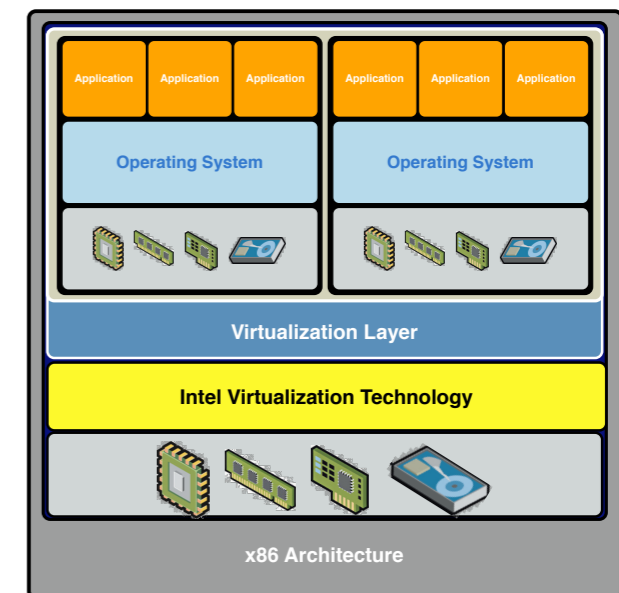 Application Application Application Application Application Application
Operating System Operating System
Virtualization Layer
Intel Virtualization Technology
x86 Architecture